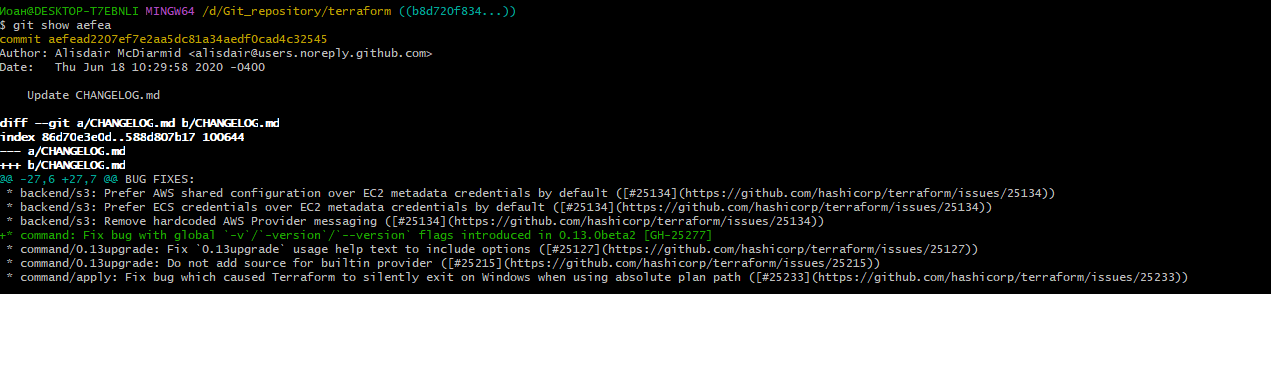 Иоан@DESKTOP-T7EBNLI MINGW64 /d/Git_repository/terraform ((b8d720f834...))
$ git show aefea
commit aefead2207ef7e2aa5dc81a34aedf0cad4c32545
Author: Alisdair McDiarmid <alisdair@users.noreply.github.com>
Date:   Thu Jun 18 10:29:58 2020 -0400
    Update CHANGELOG.md
diff --git a/CHANGELOG.md b/CHANGELOG.md
index 86d70e3e0d..588d807b17 100644
--- a/CHANGELOG.md
+++ b/CHANGELOG.md
@@ -27,6 +27,7 @@ BUG FIXES:
 * backend/s3: Prefer AWS shared configuration over EC2 metadata credentials by default ([#25134](https://github.com/hashicorp/terraform/issues/25134))
 * backend/s3: Prefer ECS credentials over EC2 metadata credentials by default ([#25134](https://github.com/hashicorp/terraform/issues/25134))
 * backend/s3: Remove hardcoded AWS Provider messaging ([#25134](https://github.com/hashicorp/terraform/issues/25134))
+* command: Fix bug with global `-v`/`-version`/`--version` flags introduced in 0.13.0beta2 [GH-25277]
 * command/0.13upgrade: Fix `0.13upgrade` usage help text to include options ([#25127](https://github.com/hashicorp/terraform/issues/25127))
 * command/0.13upgrade: Do not add source for builtin provider ([#25215](https://github.com/hashicorp/terraform/issues/25215))
 * command/apply: Fix bug which caused Terraform to silently exit on Windows when using absolute plan path ([#25233](https://github.com/hashicorp/terraform/issues/25233))